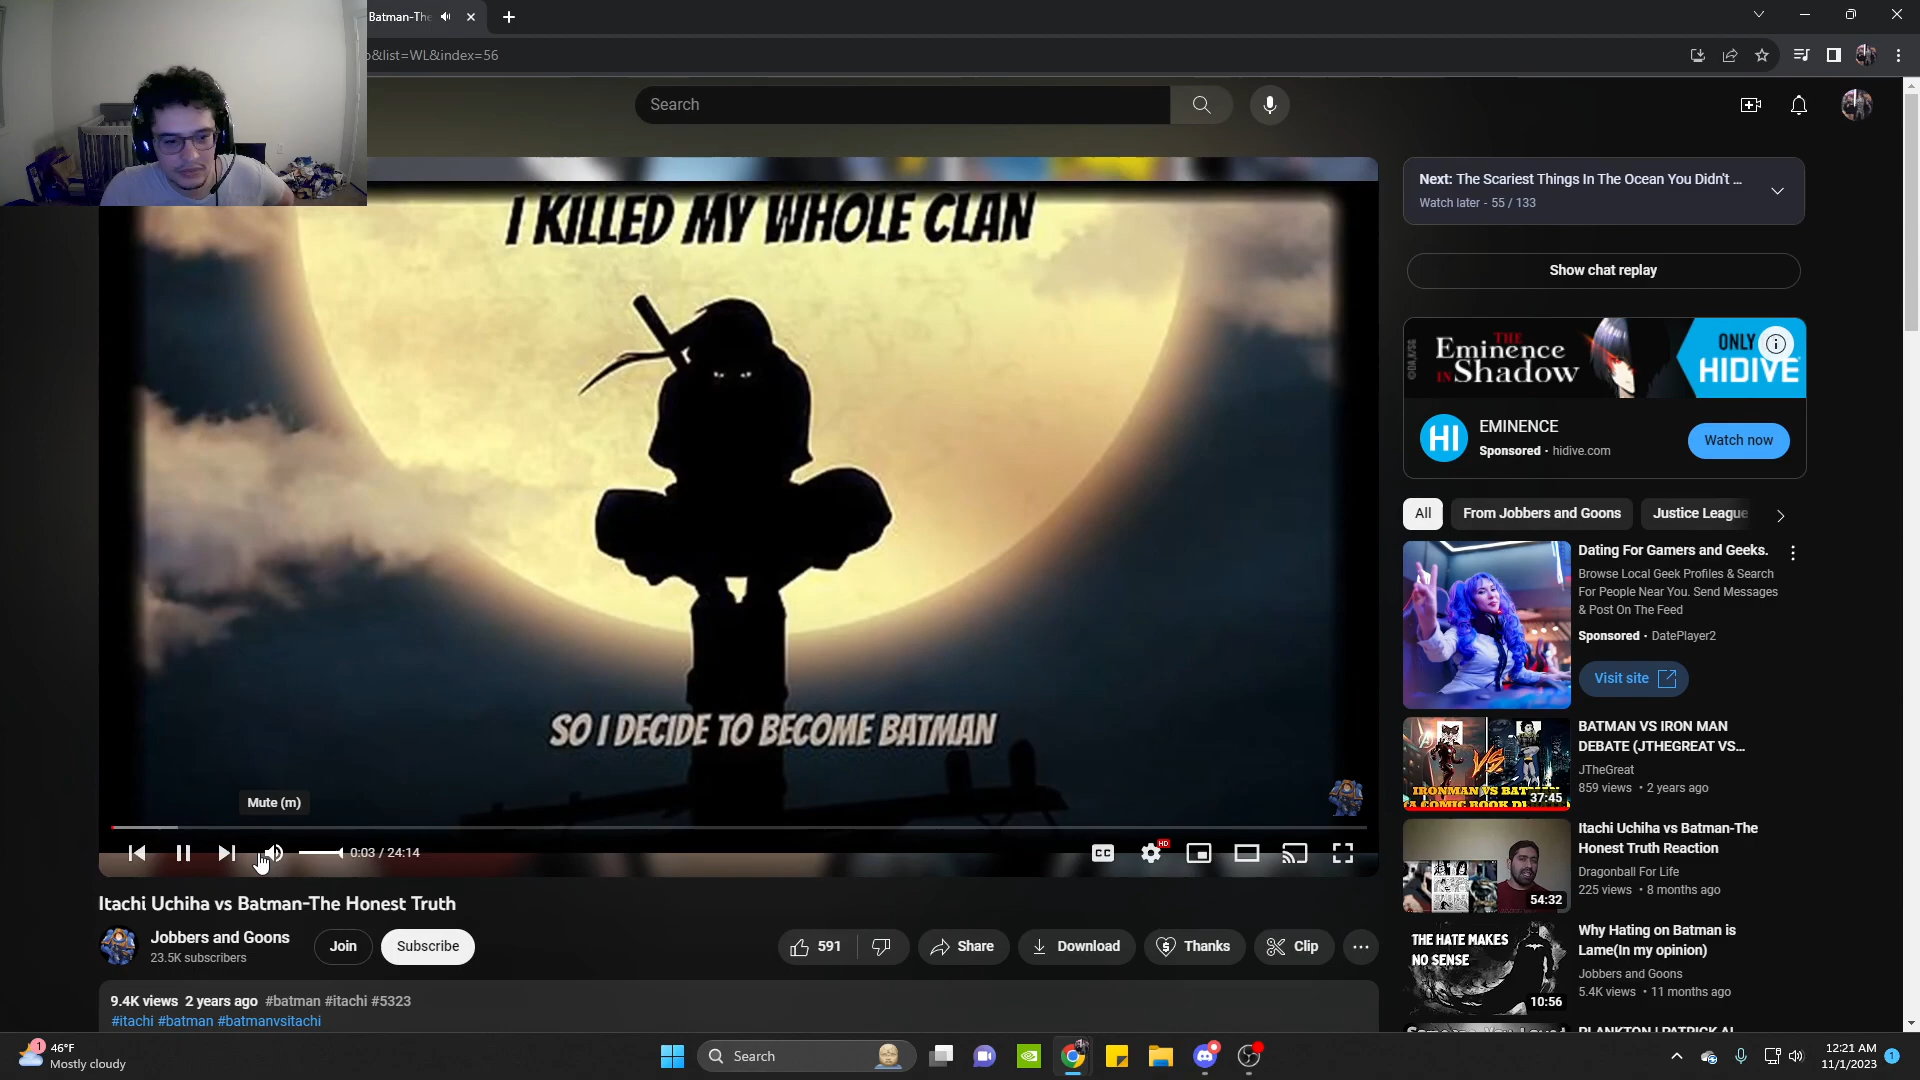 Batman-The
o&list=WL&index=56
Search
I KILLED MY WHOLE CLAN
SO I DECIDE TO BECOME BATMAN
Mute (m)
0:03 / 24:14
CC
HD
Itachi Uchiha vs Batman-The Honest Truth
Jobbers and Goons
23.5K subscribers
Join
Subscribe
591
Share
Download
Thanks
Clip
9.4K views 2 years ago #batman #itachi #5323
#itachi #batman #batmanvsitachi
Next: The Scariest Things In The Ocean You Didn't ...
Watch later - 55 / 133
Show chat replay
THE
Eminence
IN Shadow
ONLY
HIDIVE
HI
EMINENCE
Sponsored · hidive.com
Watch now
All
From Jobbers and Goons
Justice League
Dating For Gamers and Geeks.
Browse Local Geek Profiles & Search
For People Near You. Send Messages
& Post On The Feed
Sponsored · DatePlayer2
Visit site
VS
IRONMAN VS BAT
37:45
BATMAN VS IRON MAN
DEBATE (JTHEGREAT VS...
JTheGreat
859 views · 2 years ago
54:32
Itachi Uchiha vs Batman-The
Honest Truth Reaction
Dragonball For Life
225 views · 8 months ago
THE HATE MAKES
NO SENSE
10:56
Why Hating on Batman is
Lame(In my opinion)
Jobbers and Goons
5.4K views · 11 months ago
1
46°F
Mostly cloudy
Search
12:21 AM
11/1/2023
1